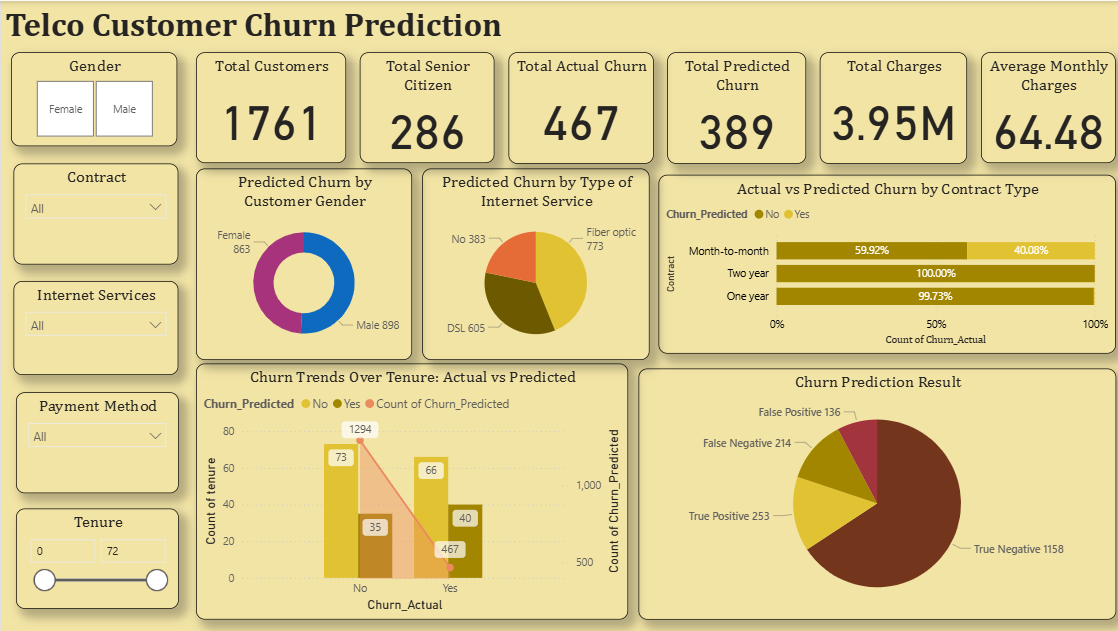 Telco Customer Churn Prediction
Gender
Female
Male
Contract
All
Internet Services
All
Payment Method
All
Tenure
0
72
Total Customers
1761
Total Senior
Citizen
286
Total Actual Churn
467
Total Predicted
Churn
389
Total Charges
3.95M
Average Monthly
Charges
64.48
Predicted Churn by
Customer Gender
Female
863
Male 898
Predicted Churn by Type of
Internet Service
No 383
Fiber optic
773
DSL 605
Actual vs Predicted Churn by Contract Type
Churn_Predicted No Yes
Contract
Month-to-month 59.92% 40.08%
Two year 100.00%
One year 99.73%
0% 50% 100%
Count of Churn_Actual
Churn Trends Over Tenure: Actual vs Predicted
Churn_Predicted No Yes Count of Churn_Predicted
Count of tenure
80
60
40
20
0
1294
73
35
66
40
467
1,000
500
Count of Churn_Predicted
No Yes
Churn_Actual
Churn Prediction Result
False Positive 136
False Negative 214
True Positive 253
True Negative 1158